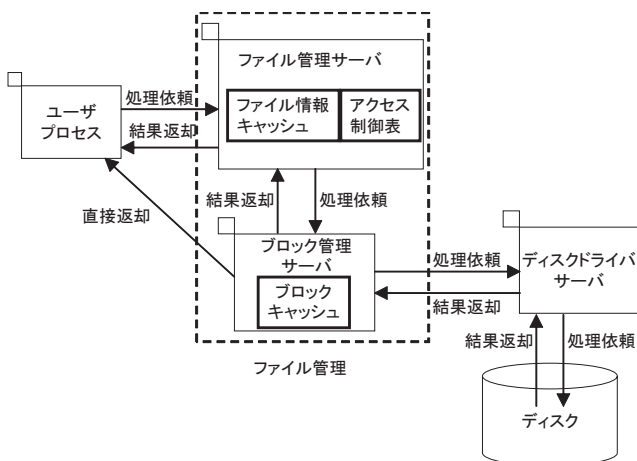 ファイル管理サーバ
ファイル情報
キャッシュ
アクセス
制御表
ユーザ
プロセス
処理依頼
結果返却
直接返却
結果返却
処理依頼
ブロック管理
サーバ
ブロック
キャッシュ
処理依頼
結果返却
ディスクドライバ
サーバ
ファイル管理
結果返却
処理依頼
ディスク